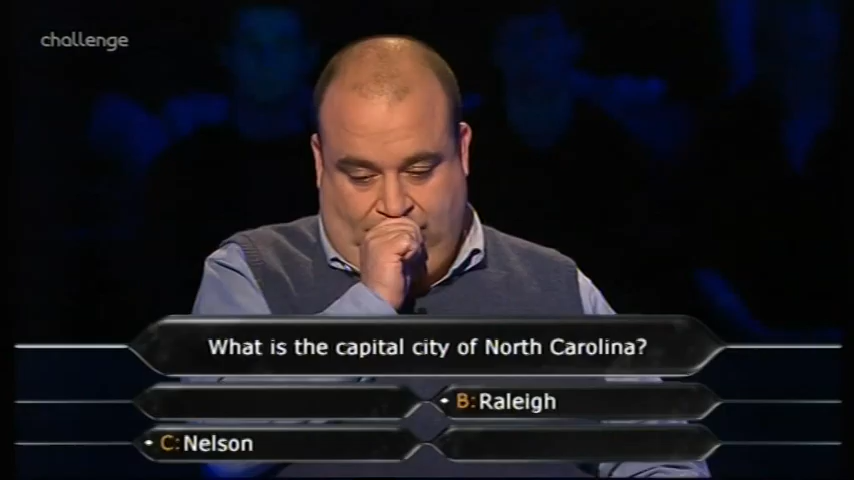 challenge
What is the capital city of North Carolina?
B: Raleigh
C: Nelson